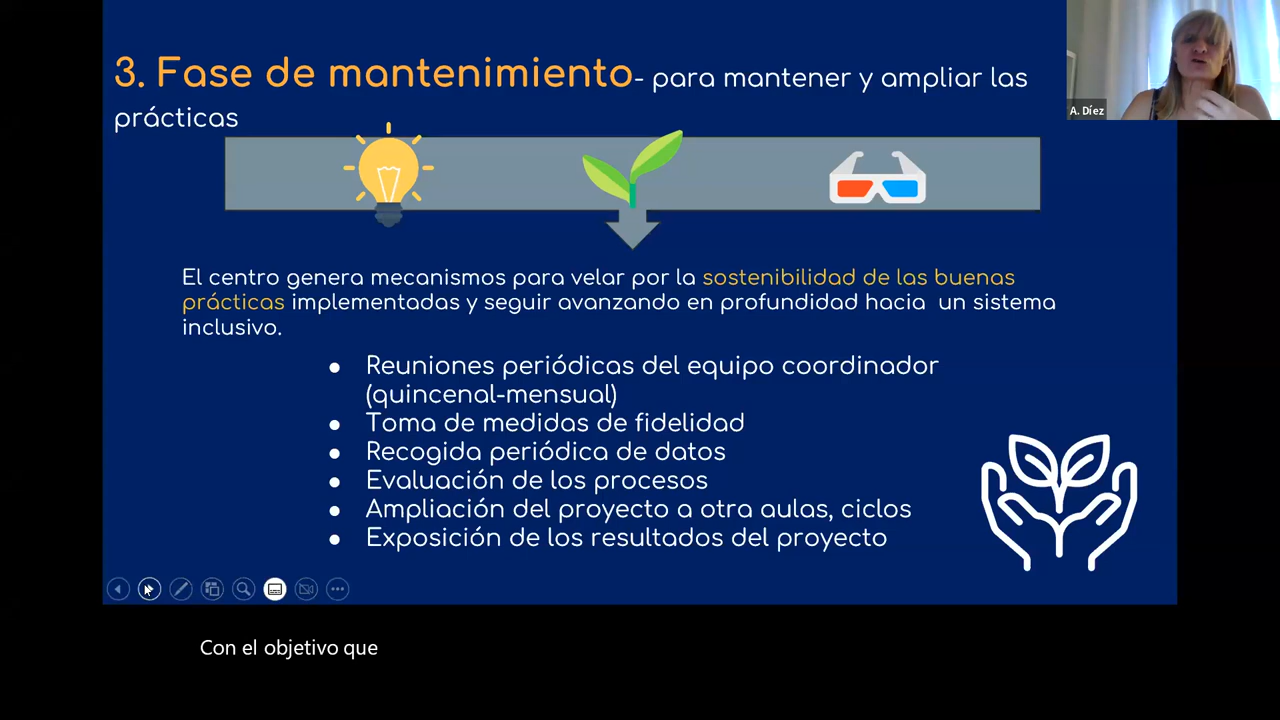 3. Fase de mantenimiento- para mantener y ampliar las
prácticas
A. Díez
El centro genera mecanismos para velar por la sostenibilidad de las buenas
prácticas implementadas y seguir avanzando en profundidad hacia un sistema
inclusivo.
● Reuniones periódicas del equipo coordinador
(quincenal-mensual)
● Toma de medidas de fidelidad
● Recogida periódica de datos
● Evaluación de los procesos
● Ampliación del proyecto a otra aulas, ciclos
● Exposición de los resultados del proyecto
Con el objetivo que